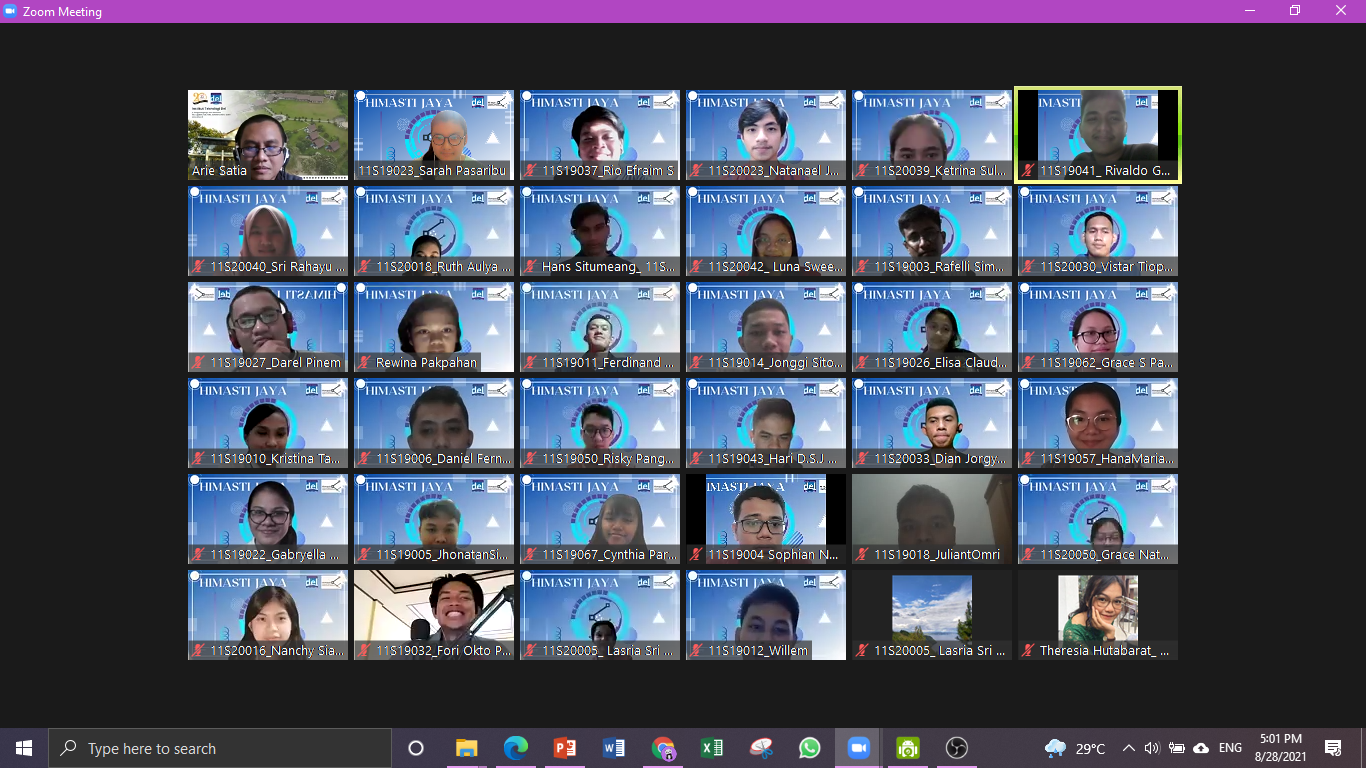 Zoom Meeting
Institut Teknologi Del
del
Arie Satia
HIMASTI JAYA del
11S19023_Sarah Pasaribu
HIMASTI JAYA del
11S19037_Rio Efraim S
HIMASTI JAYA del
11S20023_Natanael J...
HIMASTI JAYA del
11S20039_Ketrina Sul...
11S19041_ Rivaldo G...
HIMASTI JAYA del
11S20040_Sri Rahayu ...
HIMASTI JAYA del
11S20018_Ruth Aulya ...
HIMASTI JAYA del
Hans Situmeang_ 11S...
HIMASTI JAYA del
11S20042_ Luna Swee...
HIMASTI JAYA del
11S19003_Rafelli Sim...
HIMASTI JAYA del
11S20030_Vistar Tiop...
del HIMASTI J
11S19027_Darel Pinem
HIMASTI JAYA del
Rewina Pakpahan
HIMASTI JAYA del
11S19011_Ferdinand ...
HIMASTI JAYA del
11S19014_Jonggi Sito...
HIMASTI JAYA del
11S19026_Elisa Claud...
HIMASTI JAYA del
11S19062_Grace S Pa...
HIMASTI JAYA del
11S19010_Kristina Ta...
HIMASTI JAYA del
11S19006_Daniel Fern...
HIMASTI JAYA del
11S19050_Risky Pang...
HIMASTI JAYA del
11S19043_Hari D.S.J ...
HIMASTI JAYA del
11S20033_Dian Jorgy...
HIMASTI JAYA del
11S19057_HanaMaria...
HIMASTI JAYA del
11S19022_Gabryella ...
HIMASTI JAYA del
11S19005_JhonatanSi...
HIMASTI JAYA del
11S19067_Cynthia Par...
IMASTI JAYA del
11S19004 Sophian N...
11S19018_JuliantOmri
HIMASTI JAYA del
11S20050_Grace Nat...
HIMASTI JAYA del
11S20016_Nanchy Sia...
11S19032_Fori Okto P...
HIMASTI JAYA del
11S20005_ Lasria Sri ...
HIMASTI JAYA del
11S19012_Willem
11S20005_ Lasria Sri ...
Theresia Hutabarat_ ...
Type here to search
29°C
ENG
5:01 PM
8/28/2021